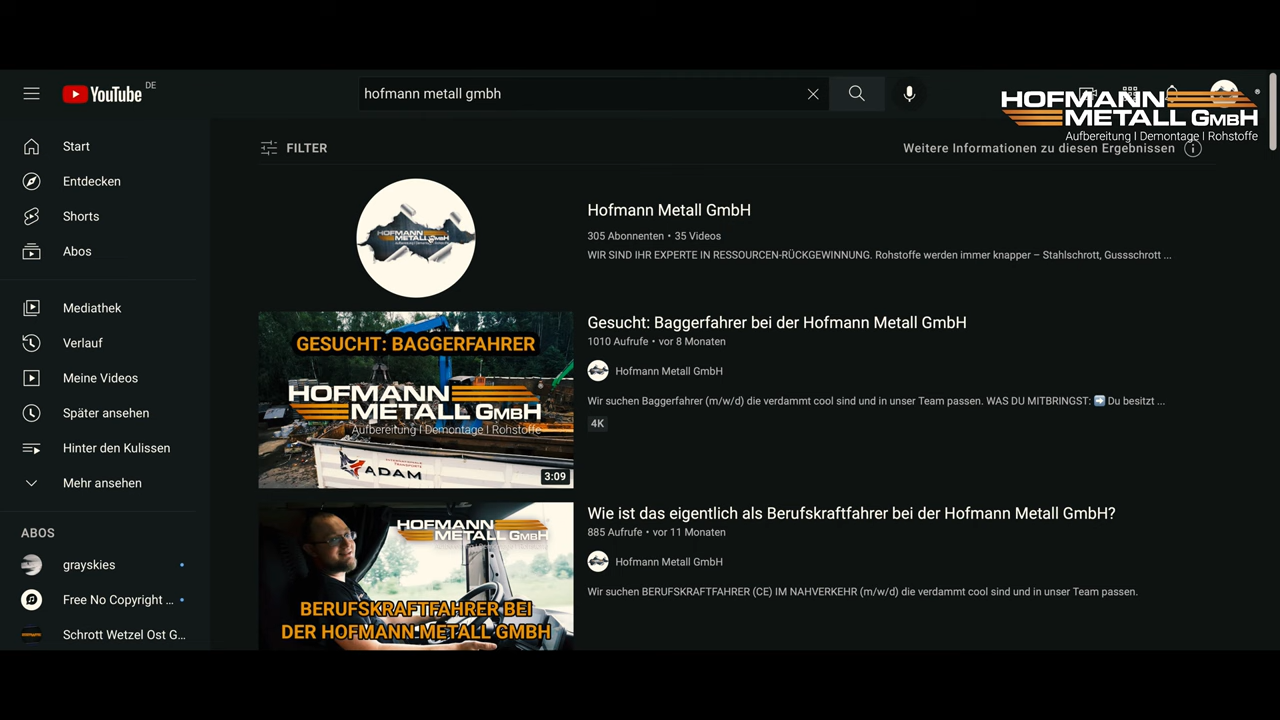 YouTube DE
hofmann metall gmbh
HOFMANN
METALL GMBH
®
Aufbereitung | Demontage | Rohstoffe
Start
Entdecken
Shorts
Abos
Mediathek
Verlauf
Meine Videos
Später ansehen
Hinter den Kulissen
Mehr ansehen
ABOS
grayskies
Free No Copyright ...
Schrott Wetzel Ost G...
FILTER
Weitere Informationen zu diesen Ergebnissen
HOFMANN
METALL GMBH
Hofmann Metall GmbH
305 Abonnenten • 35 Videos
WIR SIND IHR EXPERTE IN RESSOURCEN-RÜCKGEWINNUNG. Rohstoffe werden immer knapper – Stahlschrott, Gussschrott ...
GESUCHT: BAGGERFAHRER
HOFMANN
METALL GMBH
Aufbereitung | Demontage | Rohstoffe
ADAM
3:09
Gesucht: Baggerfahrer bei der Hofmann Metall GmbH
1010 Aufrufe • vor 8 Monaten
Hofmann Metall GmbH
Wir suchen Baggerfahrer (m/w/d) die verdammt cool sind und in unser Team passen. WAS DU MITBRINGST: ➡️ Du besitzt ...
4K
HOFMANN
METALL GMBH
BERUFSKRAFTFAHRER BEI
DER HOFMANN METALL GMBH
Wie ist das eigentlich als Berufskraftfahrer bei der Hofmann Metall GmbH?
885 Aufrufe • vor 11 Monaten
Hofmann Metall GmbH
Wir suchen BERUFSKRAFTFAHRER (CE) IM NAHVERKEHR (m/w/d) die verdammt cool sind und in unser Team passen.